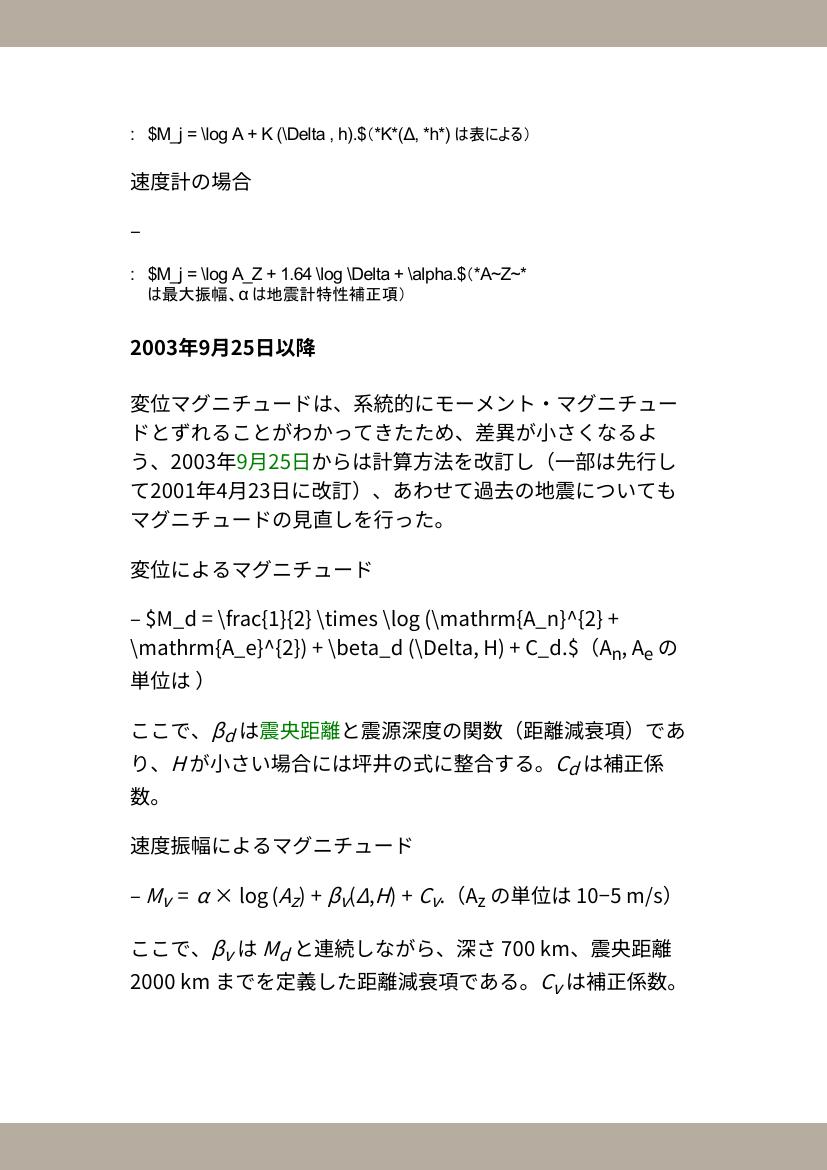 : $M_j = \log A + K (\Delta , h).$（*K*(Δ, *h*) は表による）
速度計の場合
–
: $M_j = \log A_Z + 1.64 \log \Delta + \alpha.$（*A~Z~*
は最大振幅、α は地震計特性補正項）
2003年9月25日以降
変位マグニチュードは、系統的にモーメント・マグニチュー
ドとずれることがわかってきたため、差異が小さくなるよ
う、2003年9月25日からは計算方法を改訂し（一部は先行し
て2001年4月23日に改訂）、あわせて過去の地震についても
マグニチュードの見直しを行った。
変位によるマグニチュード
– $M_d = \frac{1}{2} \times \log (\mathrm{A_n}^{2} +
\mathrm{A_e}^{2}) + \beta_d (\Delta, H) + C_d.$（An, Ae の
単位は ）
ここで、βd は震央距離と震源深度の関数（距離減衰項）であ
り、H が小さい場合には坪井の式に整合する。Cd は補正係
数。
速度振幅によるマグニチュード
– Mv = α × log (Az) + βv(Δ,H) + Cv.（Az の単位は 10−5 m/s）
ここで、βv は Md と連続しながら、深さ 700 km、震央距離
2000 km までを定義した距離減衰項である。Cv は補正係数。